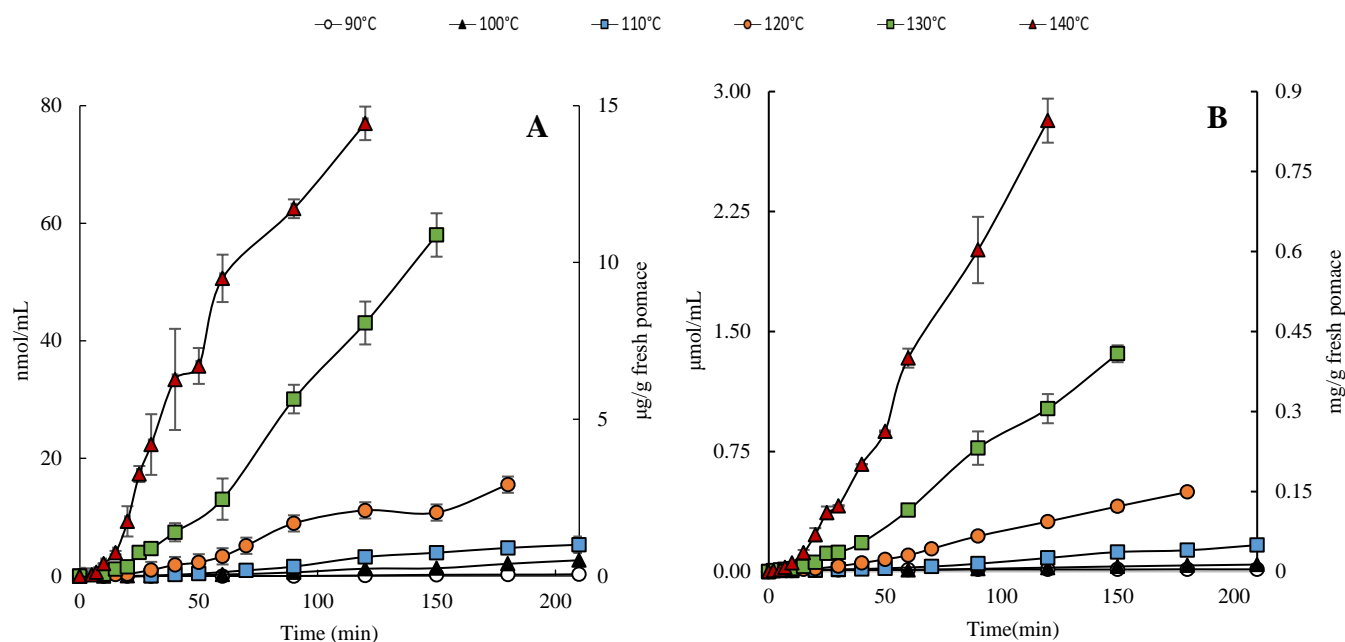 90°C 100°C 110°C 120°C 130°C 140°C
A
80
60
40
20
0
nmol/mL
15
10
5
0
µg/g fresh pomace
0 50 100 150 200
Time (min)
B
3.00
2.25
1.50
0.75
0.00
µmol/mL
0.9
0.75
0.6
0.45
0.3
0.15
0
mg/g fresh pomace
0 50 100 150 200
Time(min)